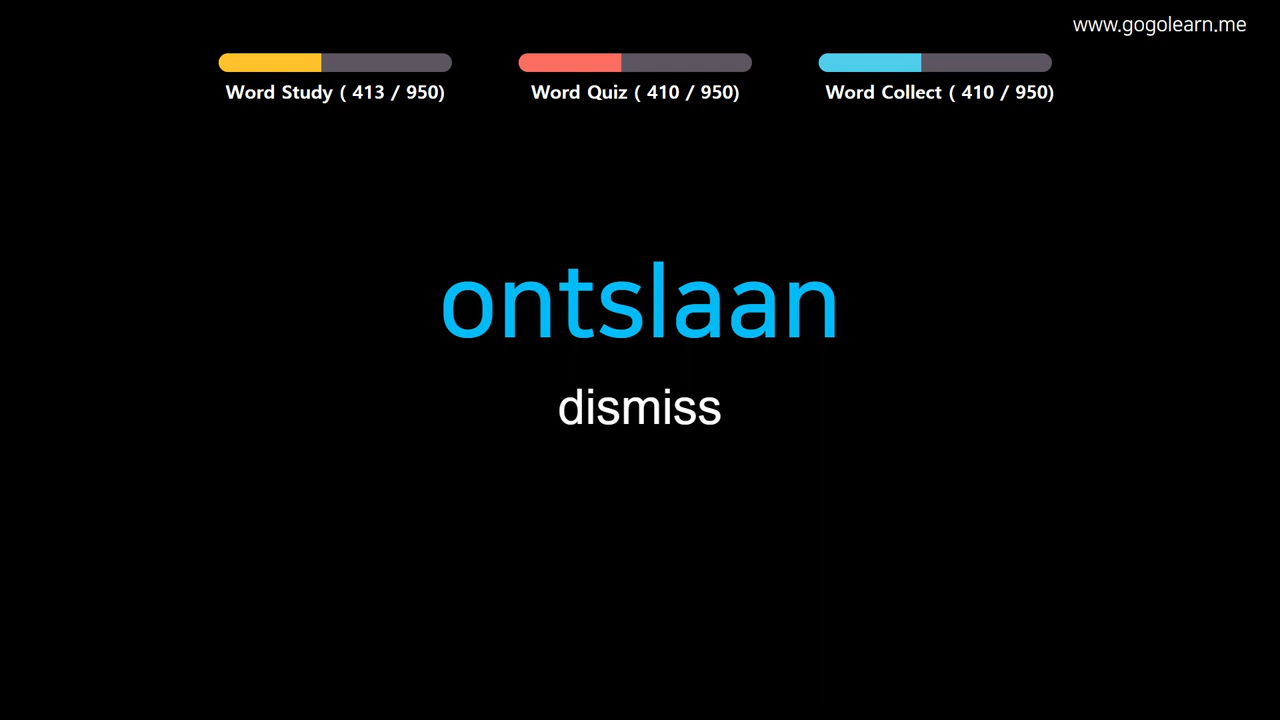 www.gogolearn.me
Word Study ( 413 / 950)
Word Quiz ( 410 / 950)
Word Collect ( 410 / 950)
ontslaan
dismiss